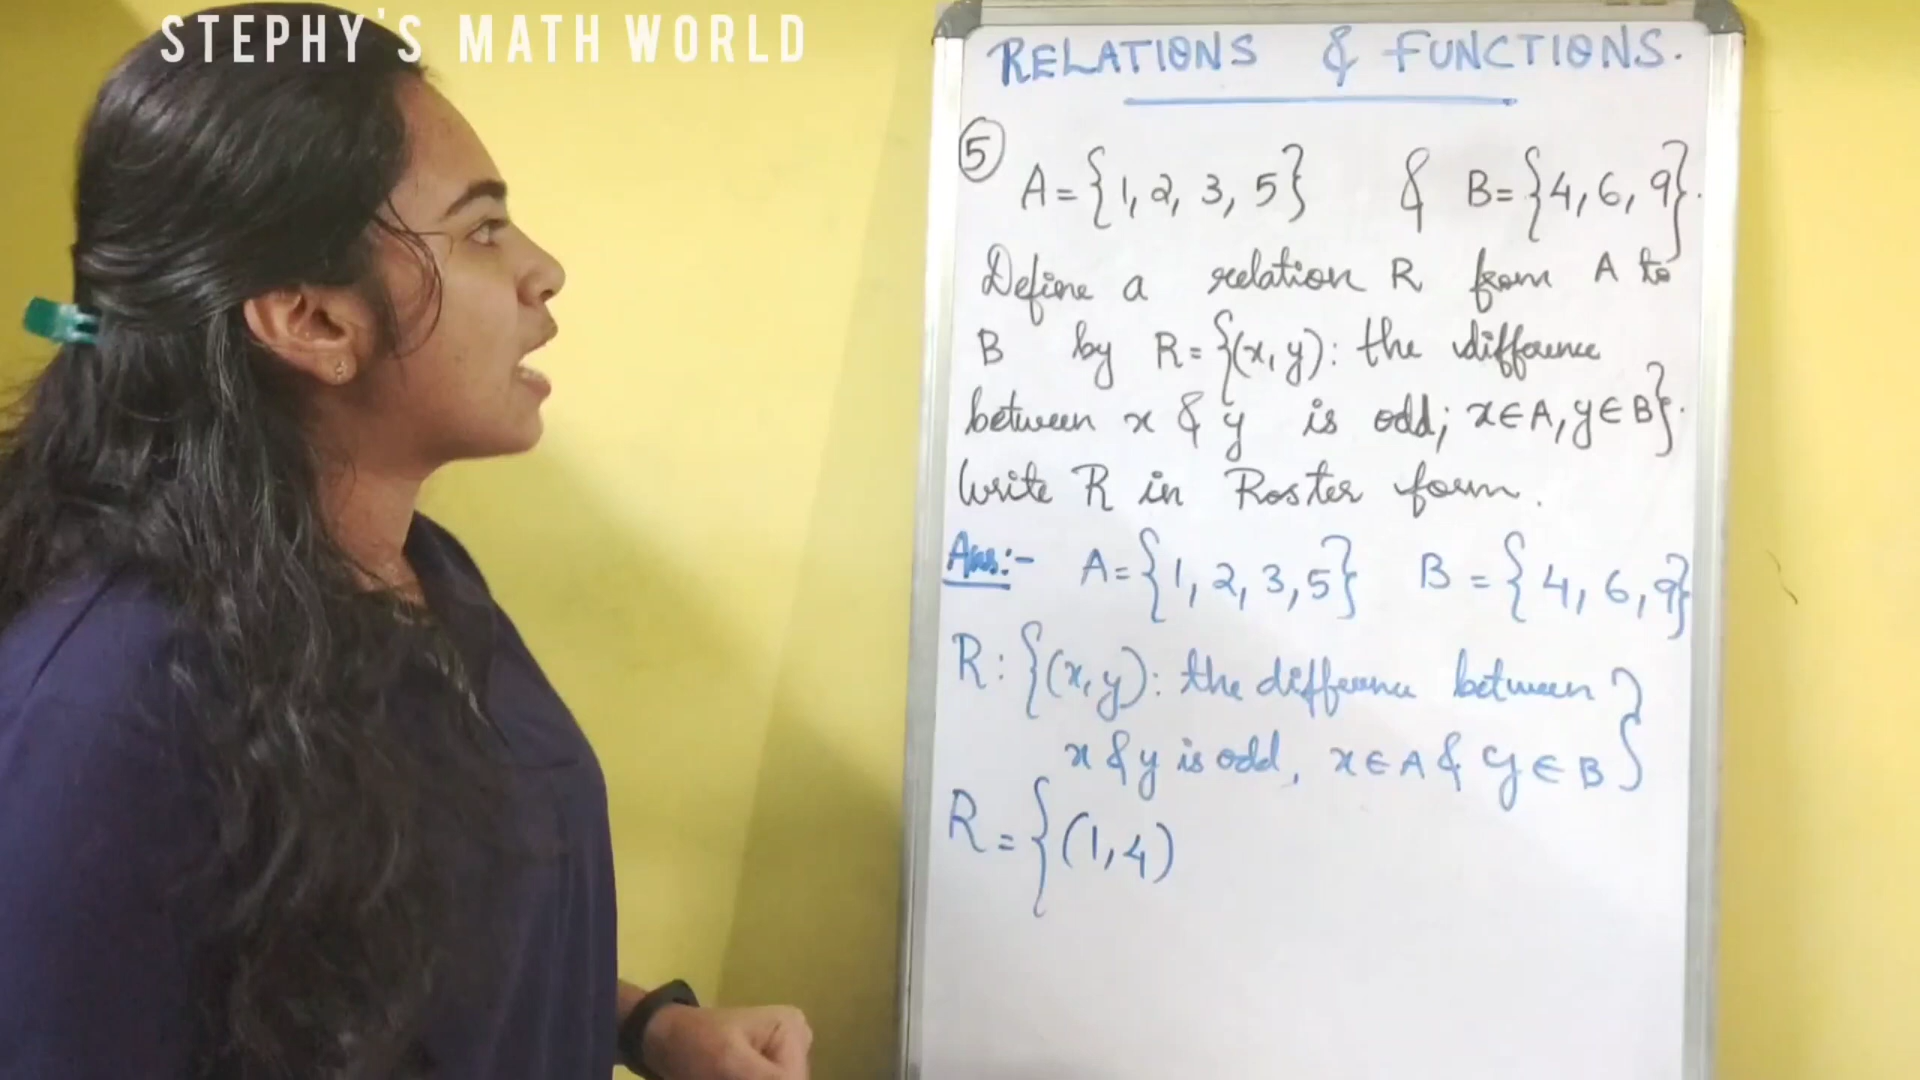 STEPHY'S MATH WORLD
RELATIONS & FUNCTIONS.
5
A={1, 2, 3, 5} & B={4, 6, 9}.
Define a relation R from A to
B by R={(x, y): the difference
between x & y is odd; x∈A, y∈B}.
Write R in Roster form.
Ans:- A={1, 2, 3, 5} B = {4, 6, 9}
R: {(x, y): the difference between
x & y is odd, x∈A & y∈B}
R={(1, 4)